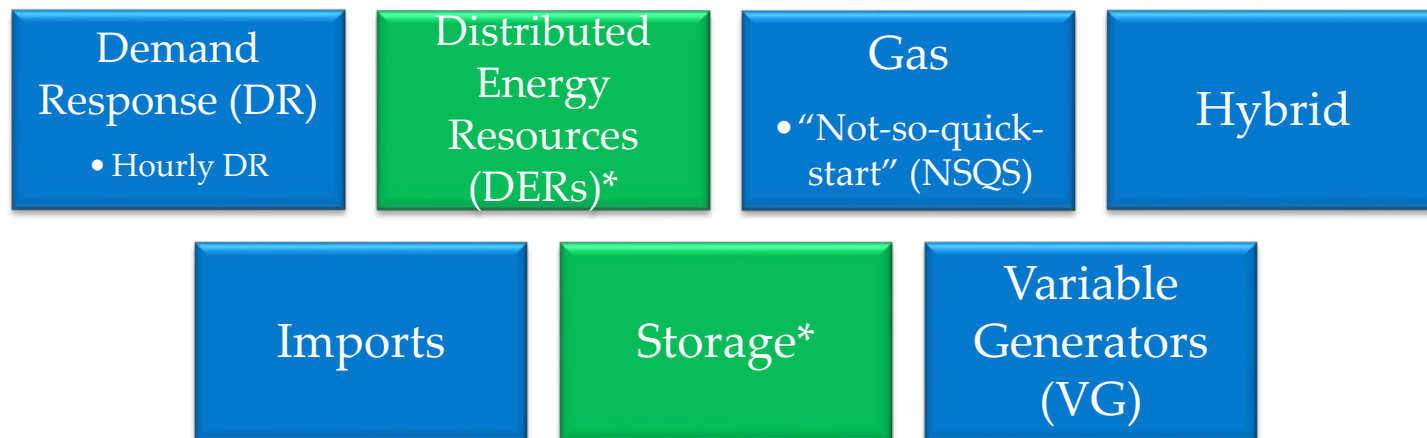 Demand
Response (DR)
• Hourly DR
Distributed
Energy
Resources
(DERs)*
Gas
• “Not-so-quick-
start” (NSQS)
Hybrid
Imports
Storage*
Variable
Generators
(VG)